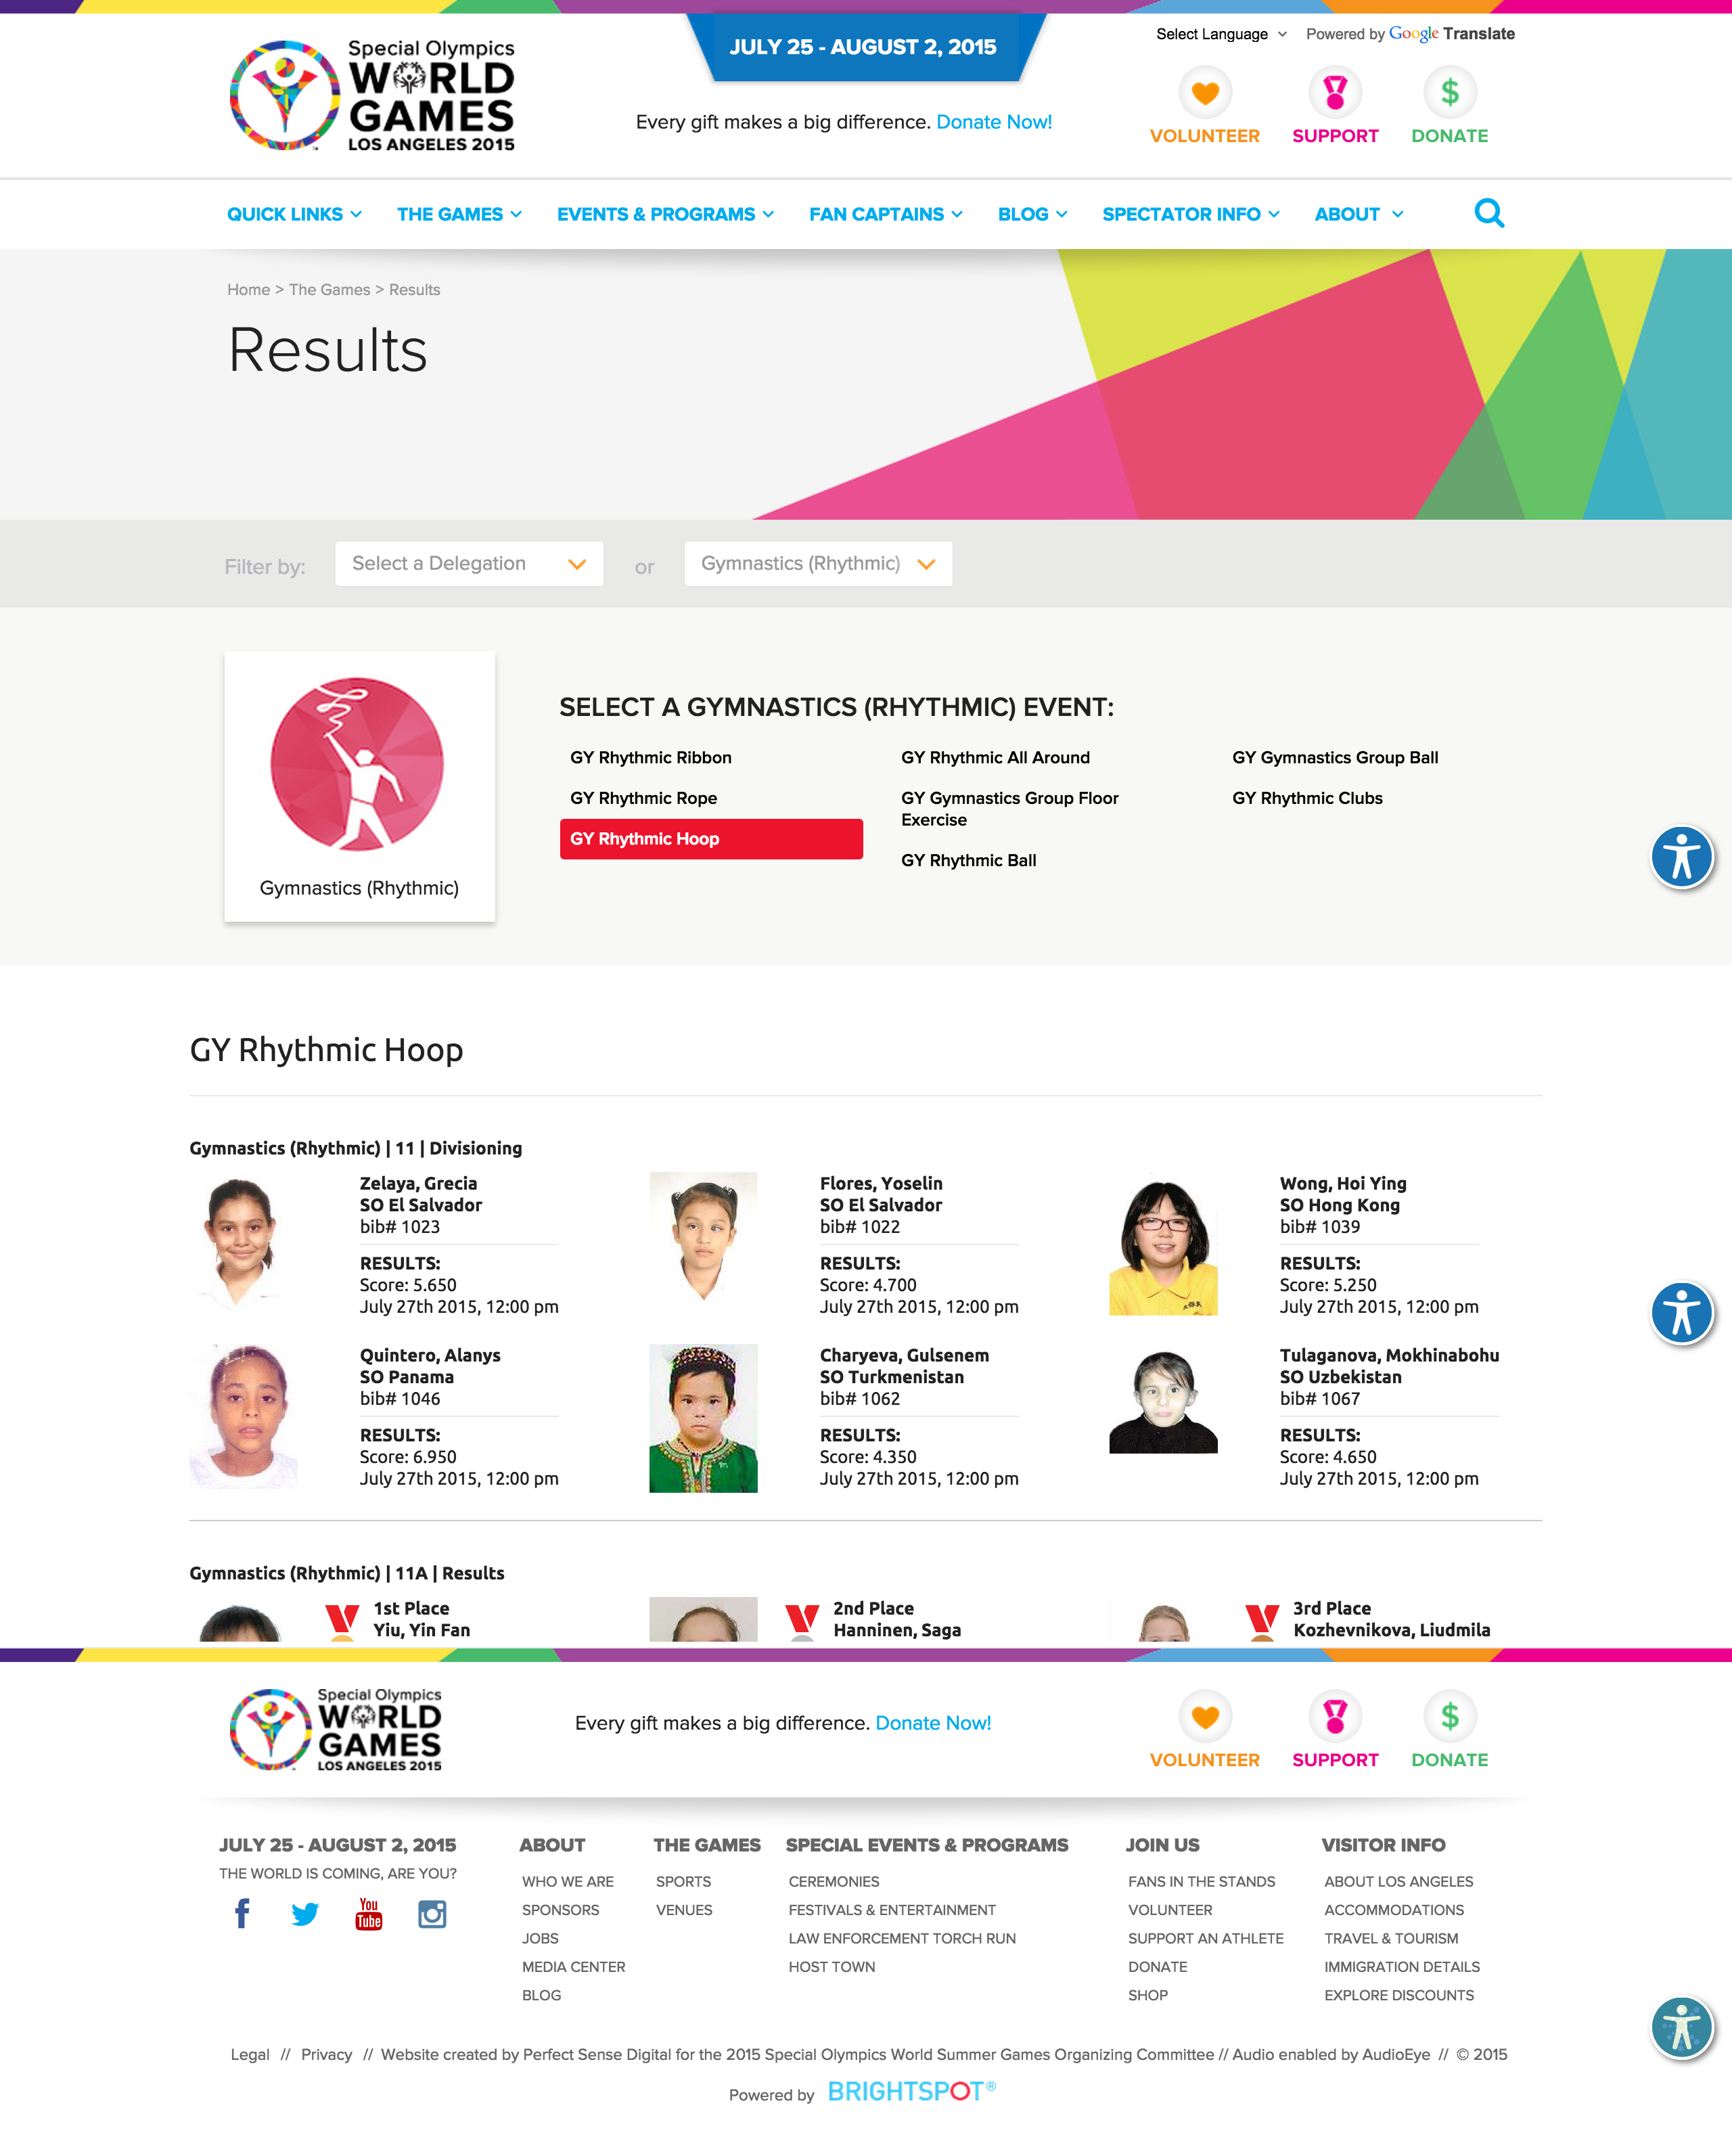 JULY 25 - AUGUST 2, 2015
Select Language
Powered by Google Translate
Special Olympics
WORLD
GAMES
LOS ANGELES 2015
Every gift makes a big difference. Donate Now!
VOLUNTEER
SUPPORT
$
DONATE
QUICK LINKS
THE GAMES
EVENTS & PROGRAMS
FAN CAPTAINS
BLOG
SPECTATOR INFO
ABOUT
Home > The Games > Results
Results
Filter by:
Select a Delegation
or
Gymnastics (Rhythmic)
Gymnastics (Rhythmic)
SELECT A GYMNASTICS (RHYTHMIC) EVENT:
GY Rhythmic Ribbon
GY Rhythmic Rope
GY Rhythmic Hoop
GY Rhythmic All Around
GY Gymnastics Group Floor
Exercise
GY Rhythmic Ball
GY Gymnastics Group Ball
GY Rhythmic Clubs
GY Rhythmic Hoop
Gymnastics (Rhythmic) | 11 | Divisioning
Zelaya, Grecia
SO El Salvador
bib# 1023
RESULTS:
Score: 5.650
July 27th 2015, 12:00 pm
Flores, Yoselin
SO El Salvador
bib# 1022
RESULTS:
Score: 4.700
July 27th 2015, 12:00 pm
Wong, Hoi Ying
SO Hong Kong
bib# 1039
RESULTS:
Score: 5.250
July 27th 2015, 12:00 pm
Quintero, Alanys
SO Panama
bib# 1046
RESULTS:
Score: 6.950
July 27th 2015, 12:00 pm
Charyeva, Gulsenem
SO Turkmenistan
bib# 1062
RESULTS:
Score: 4.350
July 27th 2015, 12:00 pm
Tulaganova, Mokhinabohu
SO Uzbekistan
bib# 1067
RESULTS:
Score: 4.650
July 27th 2015, 12:00 pm
Gymnastics (Rhythmic) | 11A | Results
1st Place
Yiu, Yin Fan
2nd Place
Hanninen, Saga
3rd Place
Kozhevnikova, Liudmila
Special Olympics
WORLD
GAMES
LOS ANGELES 2015
Every gift makes a big difference. Donate Now!
VOLUNTEER
SUPPORT
$
DONATE
JULY 25 - AUGUST 2, 2015
THE WORLD IS COMING, ARE YOU?
f
You
Tube
ABOUT
WHO WE ARE
SPONSORS
JOBS
MEDIA CENTER
BLOG
THE GAMES
SPORTS
VENUES
SPECIAL EVENTS & PROGRAMS
CEREMONIES
FESTIVALS & ENTERTAINMENT
LAW ENFORCEMENT TORCH RUN
HOST TOWN
JOIN US
FANS IN THE STANDS
VOLUNTEER
SUPPORT AN ATHLETE
DONATE
SHOP
VISITOR INFO
ABOUT LOS ANGELES
ACCOMMODATIONS
TRAVEL & TOURISM
IMMIGRATION DETAILS
EXPLORE DISCOUNTS
Legal // Privacy // Website created by Perfect Sense Digital for the 2015 Special Olympics World Summer Games Organizing Committee // Audio enabled by AudioEye // © 2015
Powered by BRIGHTSPOT®